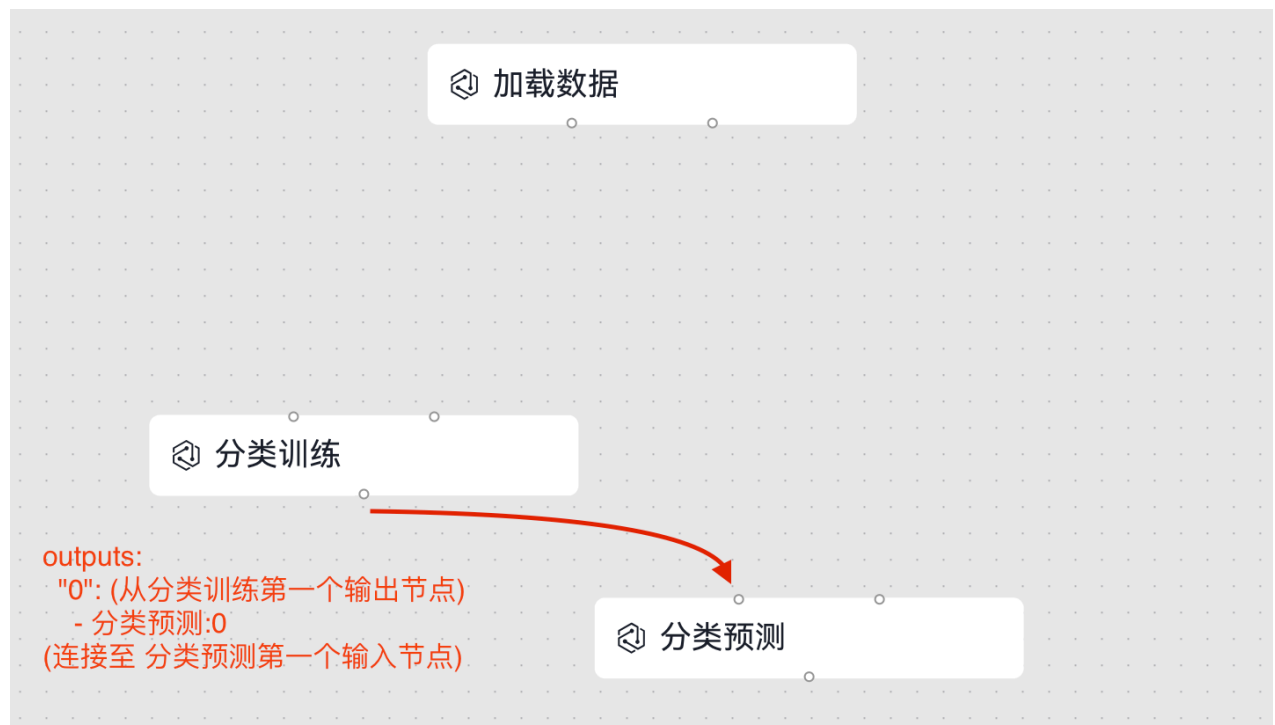 加载数据
分类训练
outputs:
"0": (从分类训练第一个输出节点)
- 分类预测:0
(连接至 分类预测第一个输入节点)
分类预测